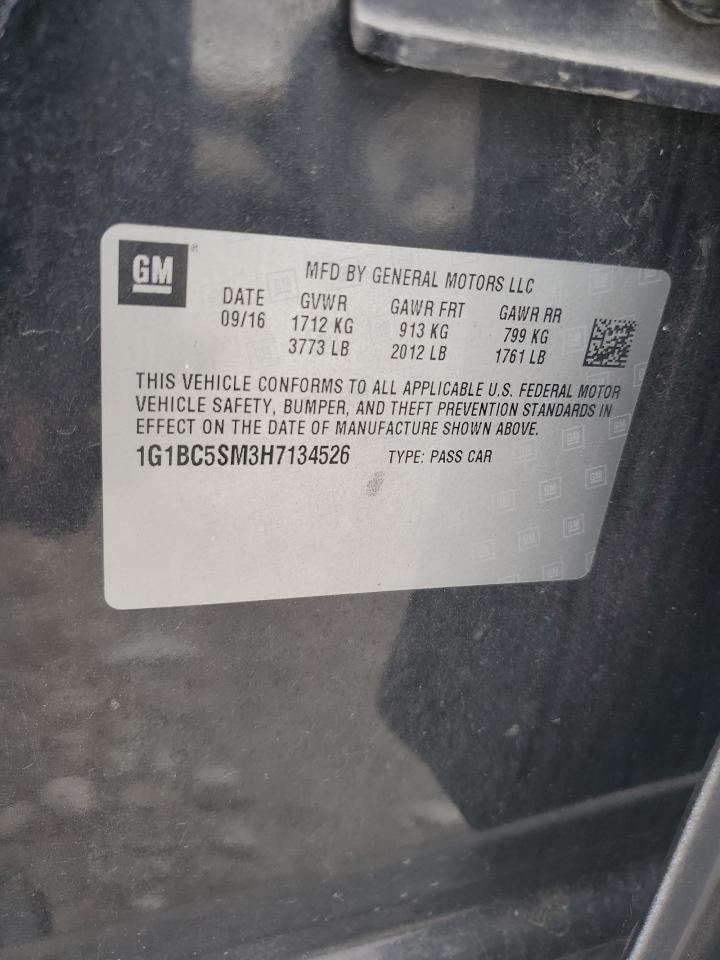 GM®
MFD BY GENERAL MOTORS LLC
DATE GVWR GAWR FRT GAWR RR
09/16 1712 KG 913 KG 799 KG
3773 LB 2012 LB 1761 LB
THIS VEHICLE CONFORMS TO ALL APPLICABLE U.S. FEDERAL MOTOR
VEHICLE SAFETY, BUMPER, AND THEFT PREVENTION STANDARDS IN
EFFECT ON THE DATE OF MANUFACTURE SHOWN ABOVE.
1G1BC5SM3H7134526 TYPE: PASS CAR